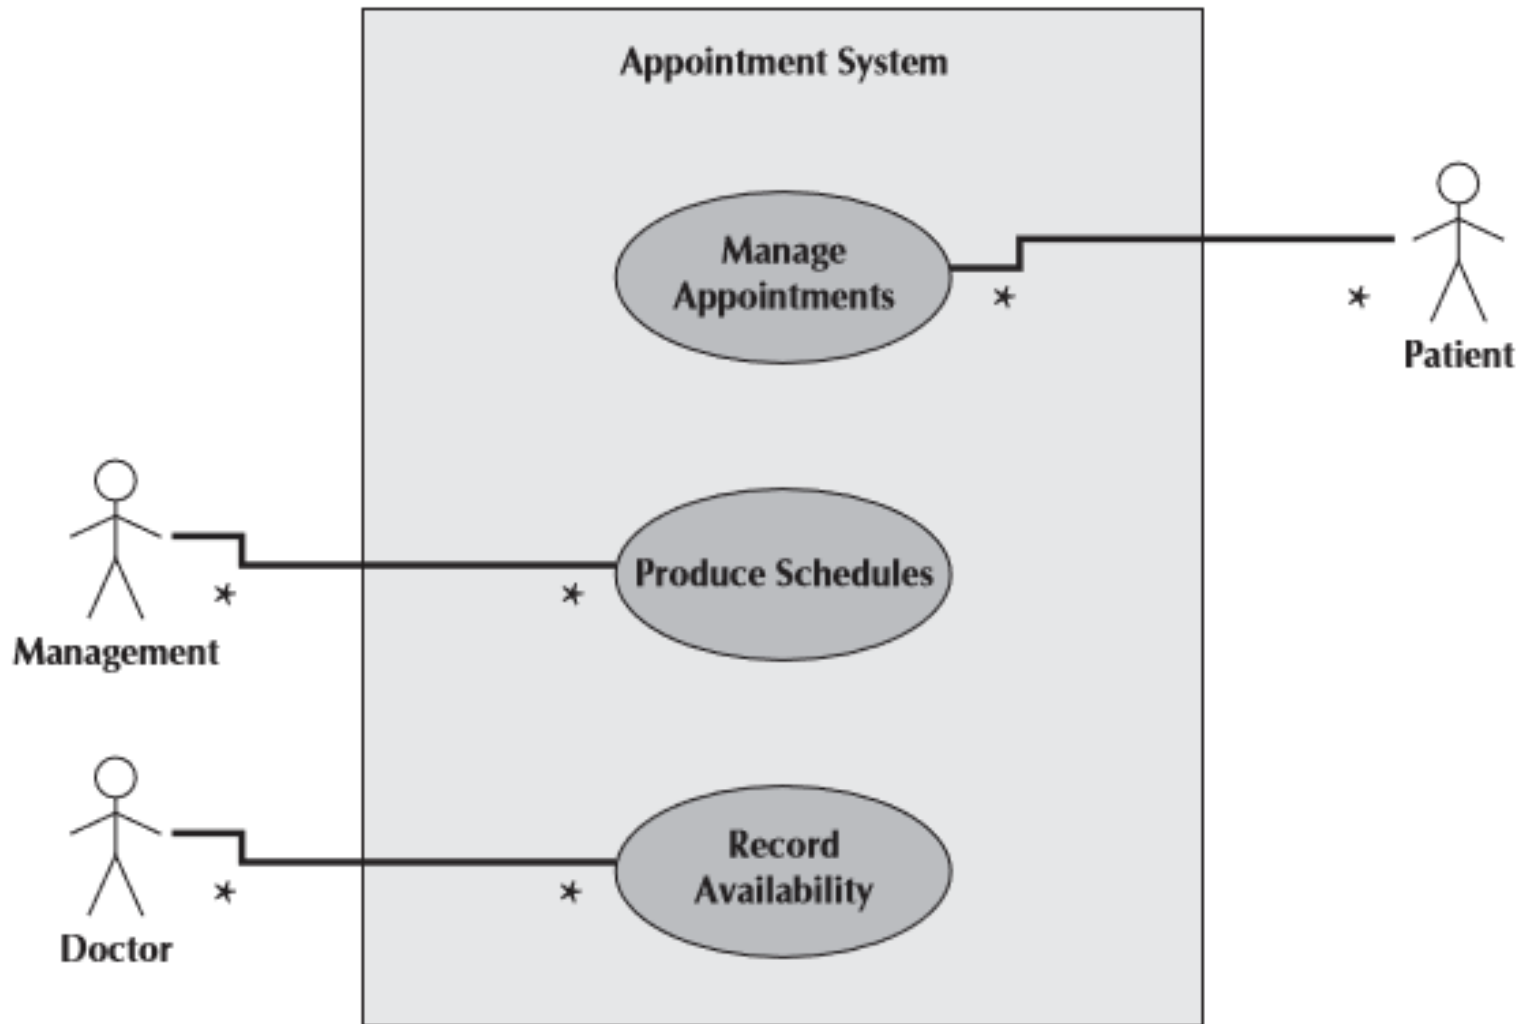 Appointment System
Manage
Appointments
*
*
Patient
Produce Schedules
*
*
Management
Record
Availability
*
*
Doctor